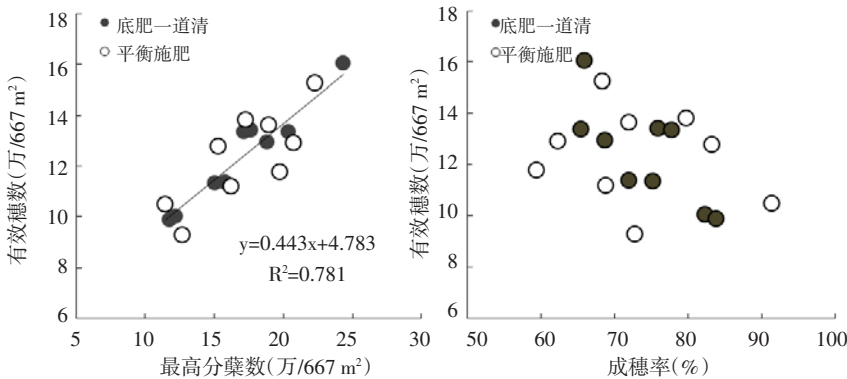 18
16
14
12
10
8
6
有效穗数(万/667 m²)
底肥一道清
平衡施肥
y=0.443x+4.783
R²=0.781
5 10 15 20 25 30
最高分蘖数(万/667 m²)
18
16
14
12
10
8
6
有效穗数(万/667 m²)
底肥一道清
平衡施肥
50 60 70 80 90 100
成穗率(%)